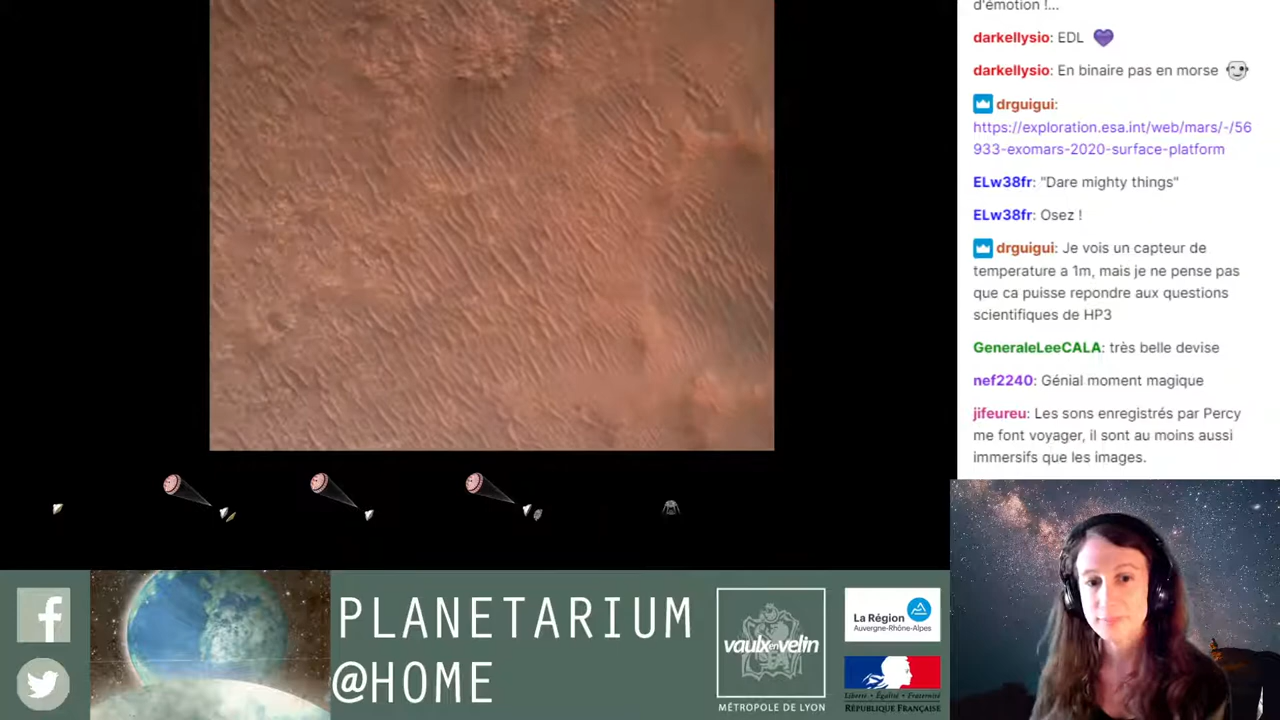 d'émotion !...
darkellysio: EDL
darkellysio: En binaire pas en morse
drguigui:
https://exploration.esa.int/web/mars/-/56
933-exomars-2020-surface-platform
ELw38fr: "Dare mighty things"
ELw38fr: Osez !
drguigui: Je vois un capteur de
temperature a 1m, mais je ne pense pas
que ca puisse repondre aux questions
scientifiques de HP3
GeneraleLeeCALA: très belle devise
nef2240: Génial moment magique
jifeureu: Les sons enregistrés par Percy
me font voyager, il sont au moins aussi
immersifs que les images.
PLANETARIUM
@HOME
vaulx en velin
MÉTROPOLE DE LYON
La Région
Auvergne-Rhône-Alpes
Liberté • Égalité • Fraternité
RÉPUBLIQUE FRANÇAISE